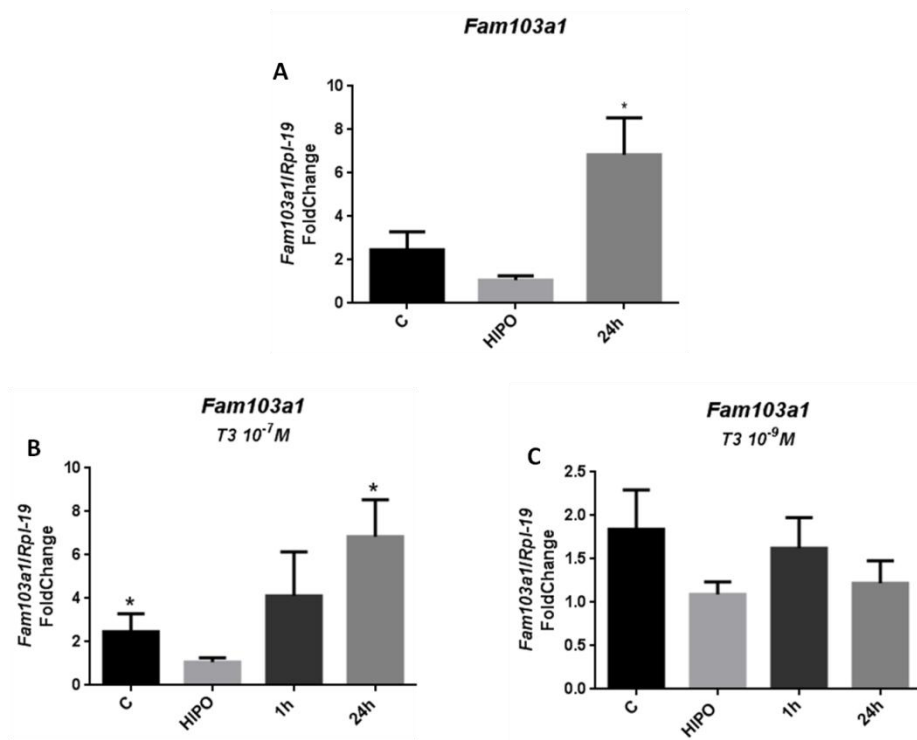 Fam103a1
A
Fam103a1/Rpl-19
FoldChange
10
8
6
4
2
0
*
C
HIPO
24h
Fam103a1
T3 10⁻⁷M
B
Fam103a1/Rpl-19
FoldChange
10
8
6
4
2
0
*
*
C
HIPO
1h
24h
Fam103a1
T3 10⁻⁹M
C
Fam103a1/Rpl-19
FoldChange
2.5
2.0
1.5
1.0
0.5
0.0
C
HIPO
1h
24h